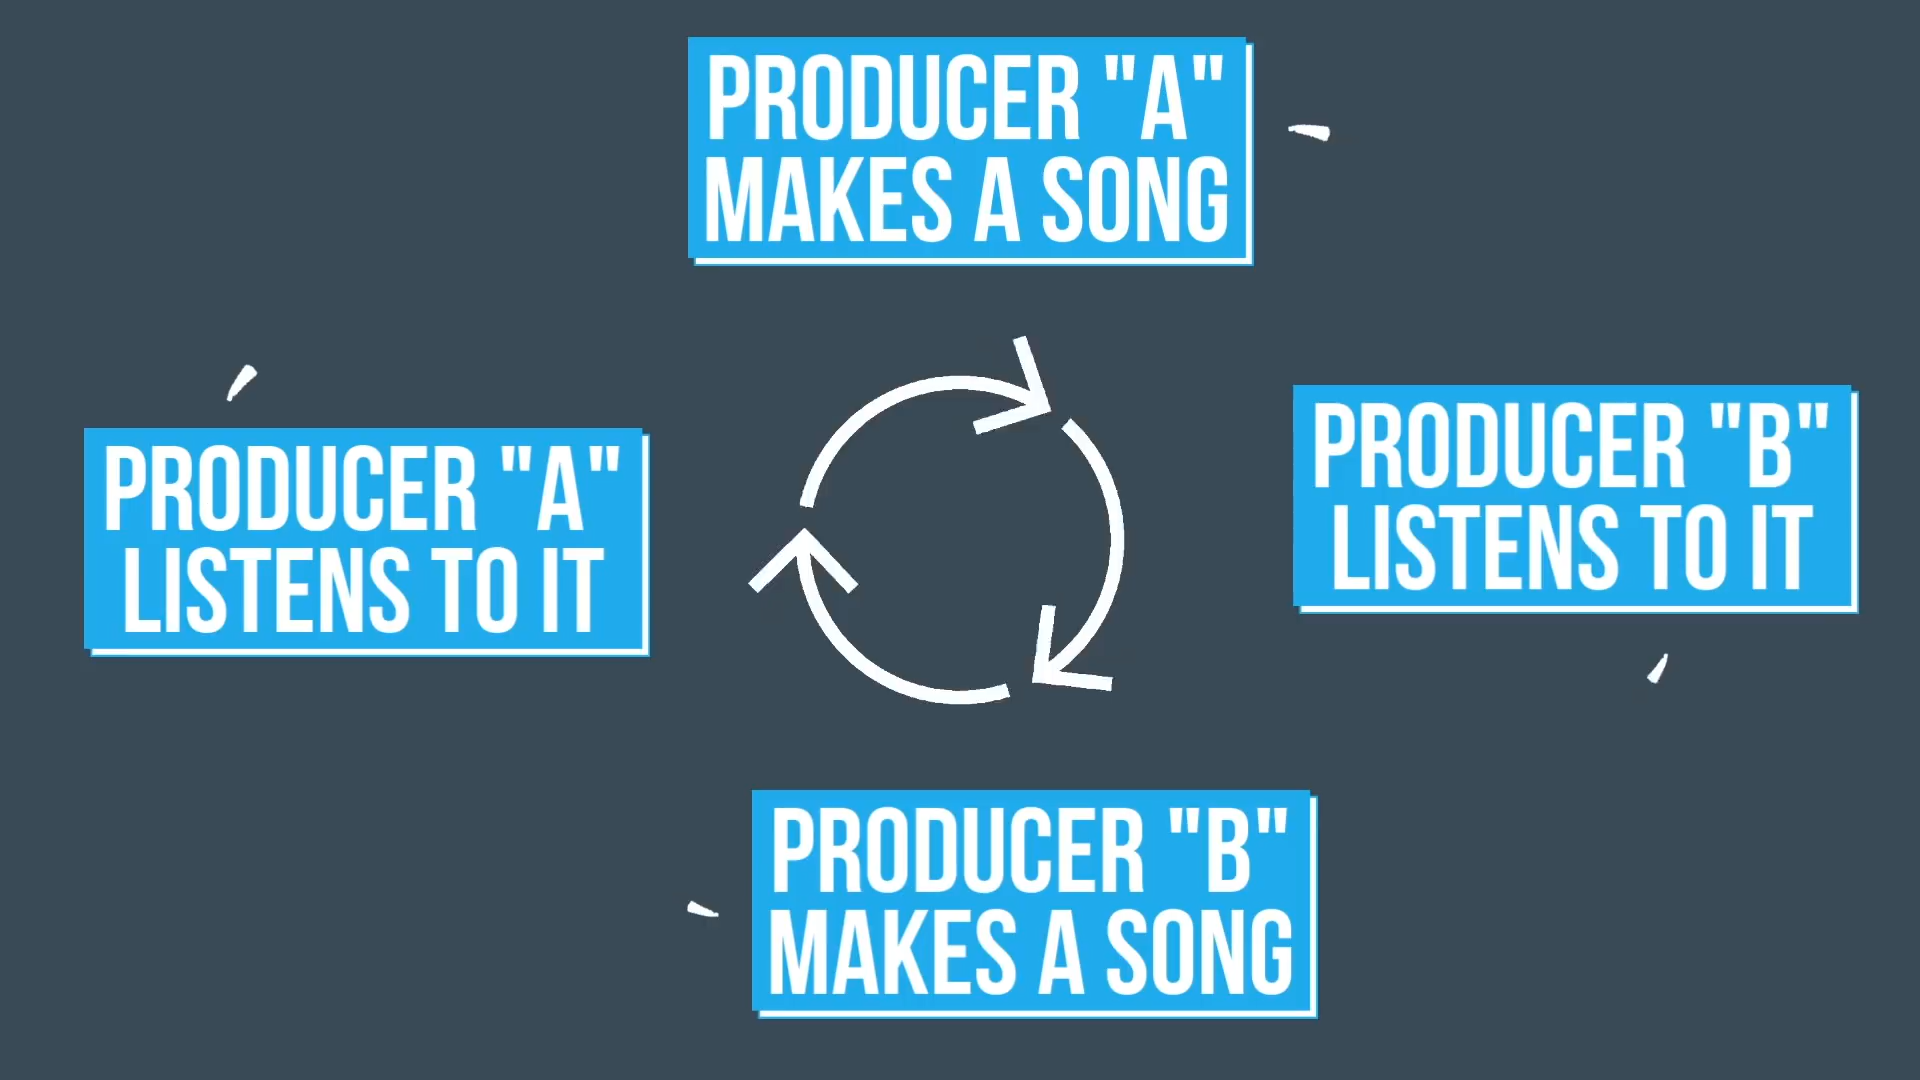 PRODUCER "A"
MAKES A SONG
PRODUCER "B"
LISTENS TO IT
PRODUCER "B"
MAKES A SONG
PRODUCER "A"
LISTENS TO IT